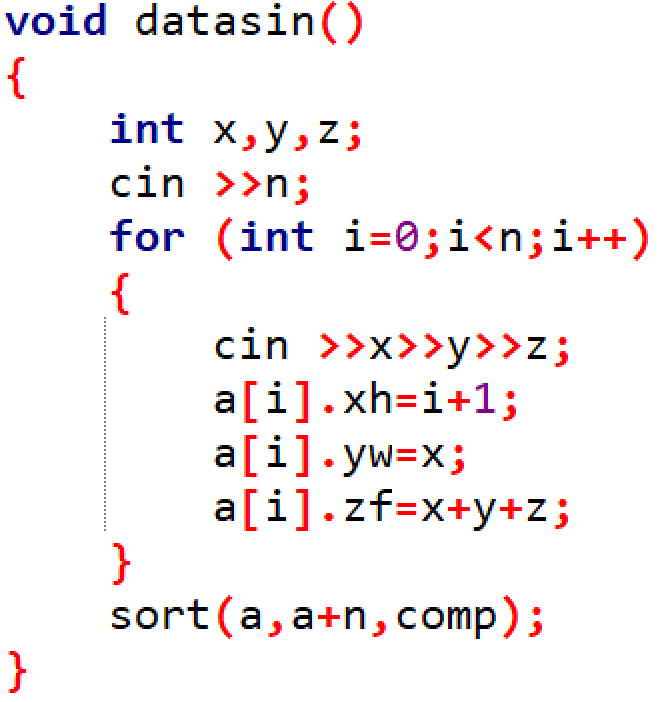 void datasin()
{
    int x,y,z;
    cin >>n;
    for (int i=0;i<n;i++)
    {
        cin >>x>>y>>z;
        a[i].xh=i+1;
        a[i].yw=x;
        a[i].zf=x+y+z;
    }
    sort(a,a+n,comp);
}